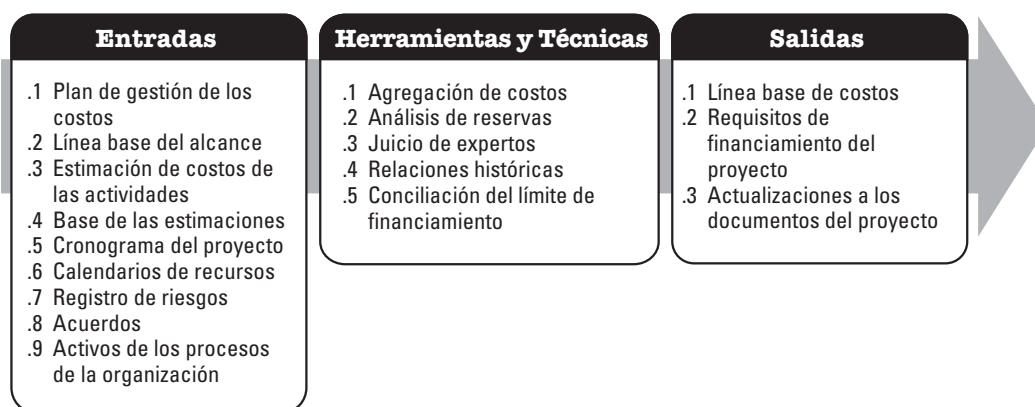 Entradas
.1 Plan de gestión de los
costos
.2 Línea base del alcance
.3 Estimación de costos de
las actividades
.4 Base de las estimaciones
.5 Cronograma del proyecto
.6 Calendarios de recursos
.7 Registro de riesgos
.8 Acuerdos
.9 Activos de los procesos
de la organización
Herramientas y Técnicas
.1 Agregación de costos
.2 Análisis de reservas
.3 Juicio de expertos
.4 Relaciones históricas
.5 Conciliación del límite de
financiamiento
Salidas
.1 Línea base de costos
.2 Requisitos de
financiamiento del
proyecto
.3 Actualizaciones a los
documentos del proyecto